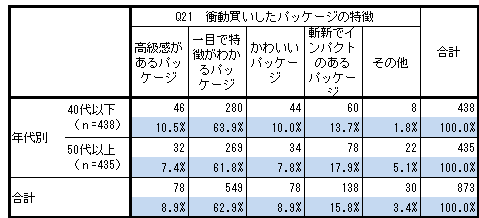 Q21　衝動買いしたパッケージの特徴
高級感が
あるパッ
ケージ
一目で特
徴がわか
るパッ
ケージ
かわいい
パッケー
ジ
斬新でイ
ンパクト
のあるパ
ッケージ
その他
合計
年代別
40代以下
（n=438）
46 280 44 60 8 438
10.5% 63.9% 10.0% 13.7% 1.8% 100.0%
50代以上
（n=435）
32 269 34 78 22 435
7.4% 61.8% 7.8% 17.9% 5.1% 100.0%
合計
78 549 78 138 30 873
8.9% 62.9% 8.9% 15.8% 3.4% 100.0%